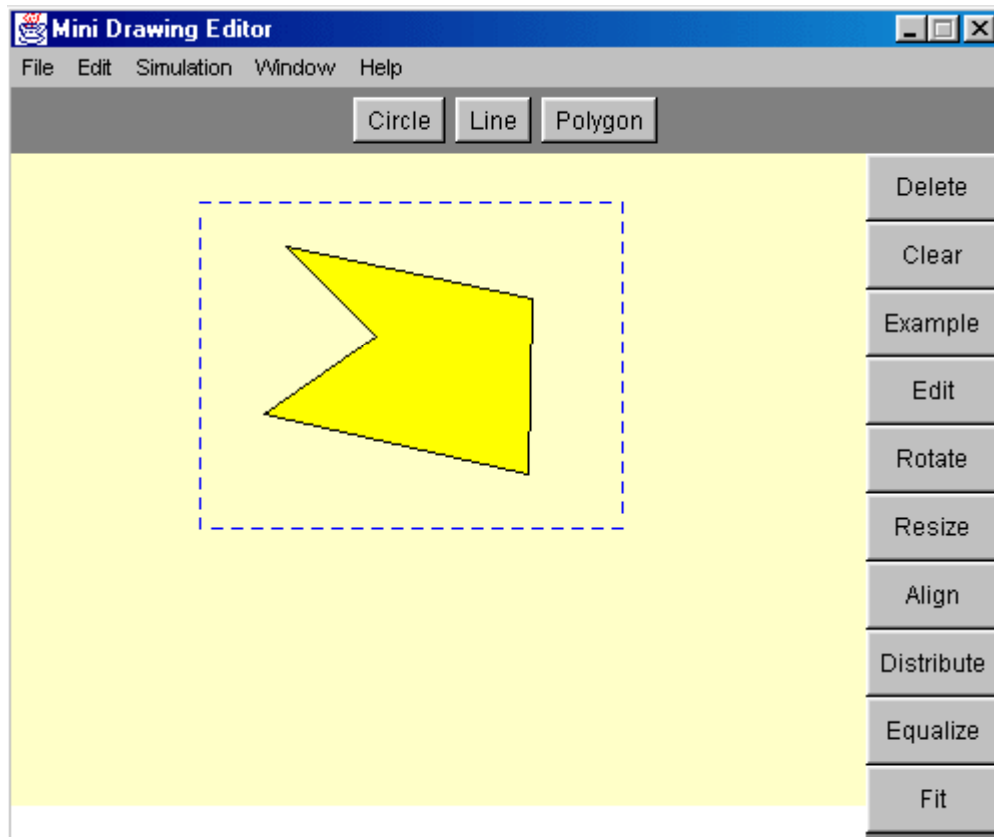 Mini Drawing Editor
File Edit Simulation Window Help
Circle Line Polygon
Delete
Clear
Example
Edit
Rotate
Resize
Align
Distribute
Equalize
Fit